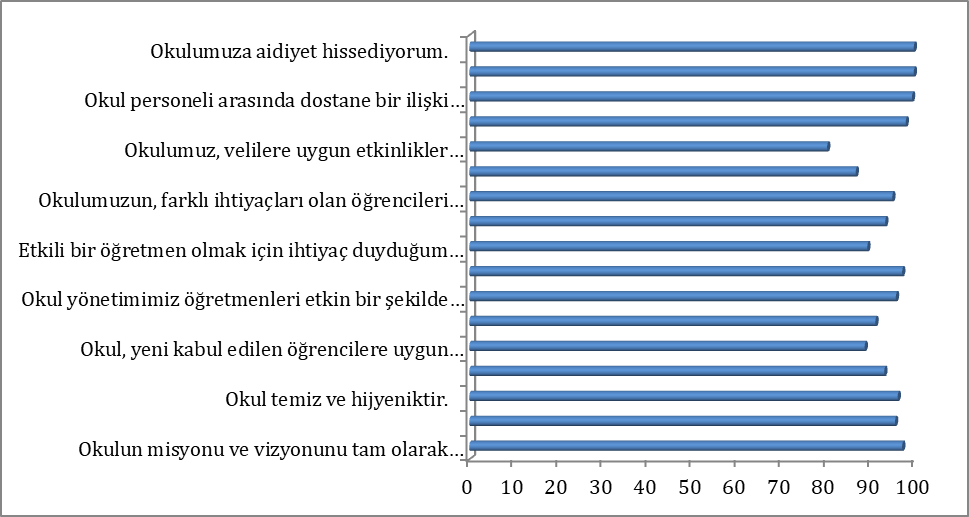 Okulumuza aidiyet hissediyorum.
Okul personeli arasında dostane bir ilişki…
Okulumuz, velilere uygun etkinlikler…
Okulumuzun, farklı ihtiyaçları olan öğrencileri…
Etkili bir öğretmen olmak için ihtiyaç duyduğum…
Okul yönetimimiz öğretmenleri etkin bir şekilde…
Okul, yeni kabul edilen öğrencilere uygun…
Okul temiz ve hijyeniktir.
Okulun misyonu ve vizyonunu tam olarak…
0 10 20 30 40 50 60 70 80 90 100